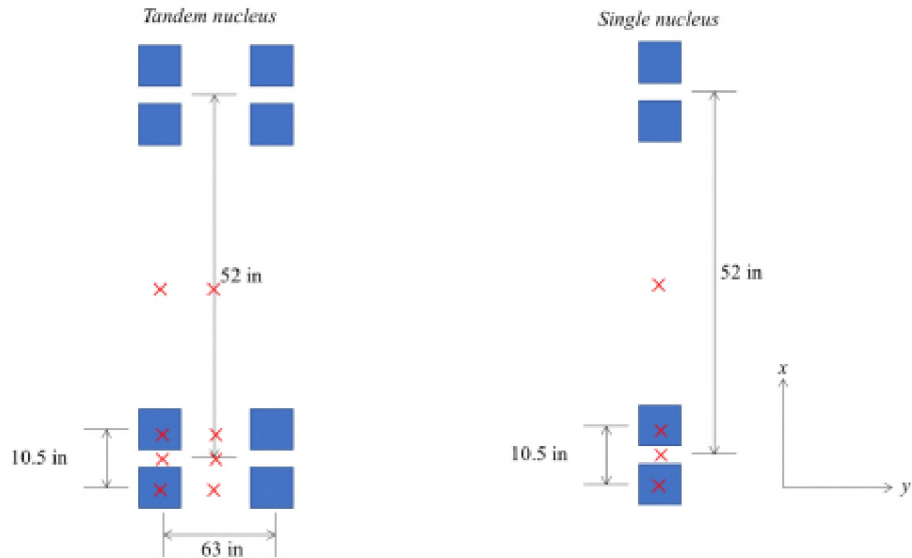 Tandem nucleus
Single nucleus
52 in
52 in
x
10.5 in
10.5 in
y
63 in